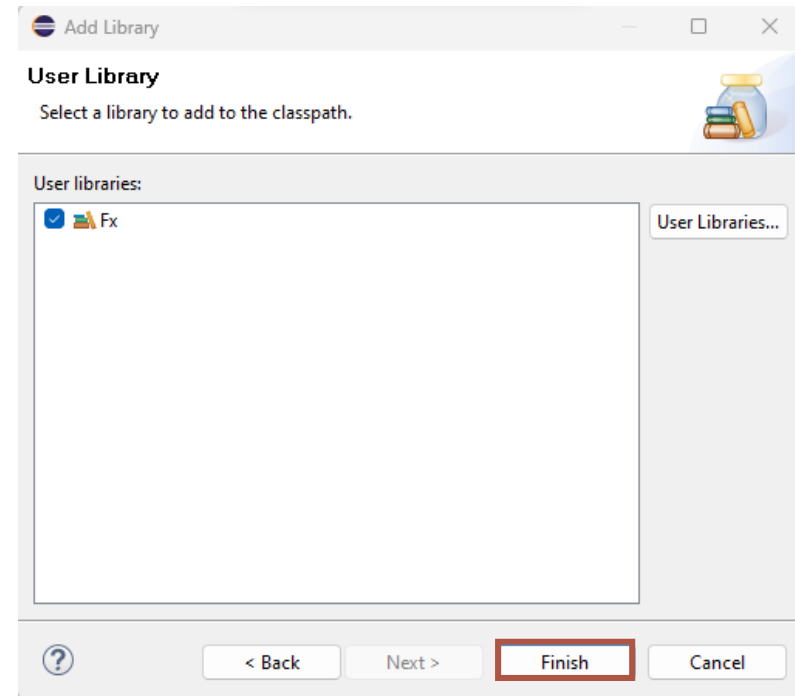 Add Library
User Library
Select a library to add to the classpath.
User libraries:
Fx
User Libraries...
?
< Back
Next >
Finish
Cancel